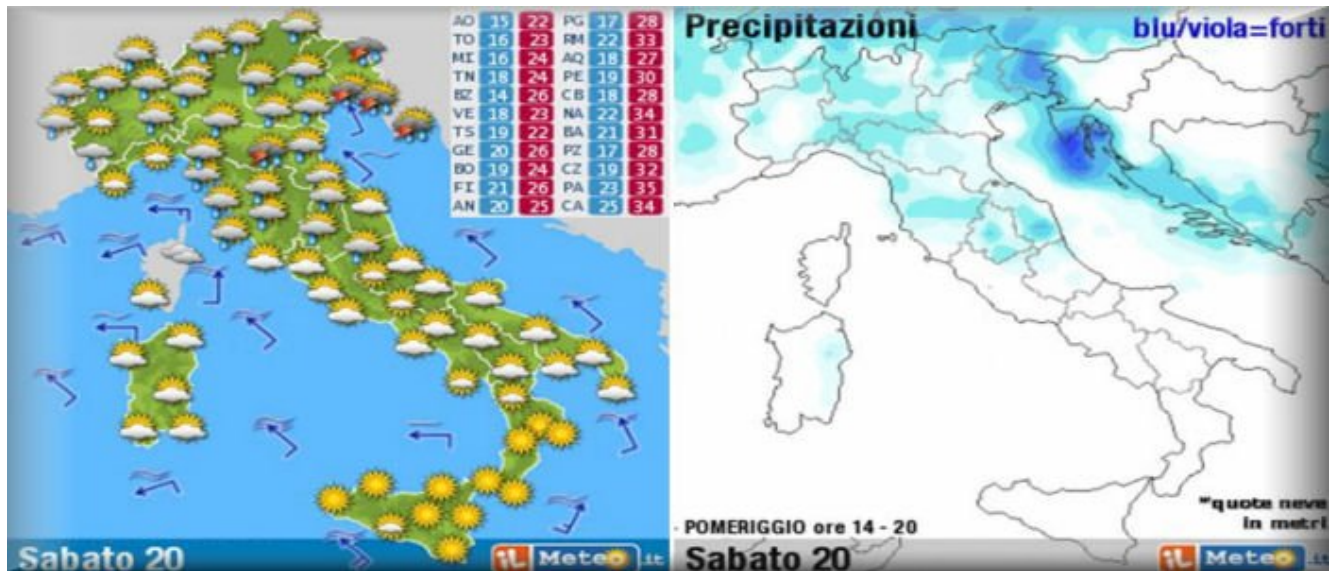 AO 15 22 PG 17 28
TO 16 23 RM 22 33
MI 16 24 AQ 18 27
TN 18 24 PE 19 30
BZ 14 26 CB 18 28
VE 18 23 NA 22 34
TS 19 22 BA 21 31
GE 20 26 PZ 17 28
BO 19 24 CZ 19 32
FI 21 26 PA 23 35
AN 20 25 CA 25 34
Sabato 20
iL Meteo.it
Precipitazioni
blu/viola=forti
*quote neve
in metri
- POMERIGGIO ore 14 - 20
Sabato 20
iL Meteo.it